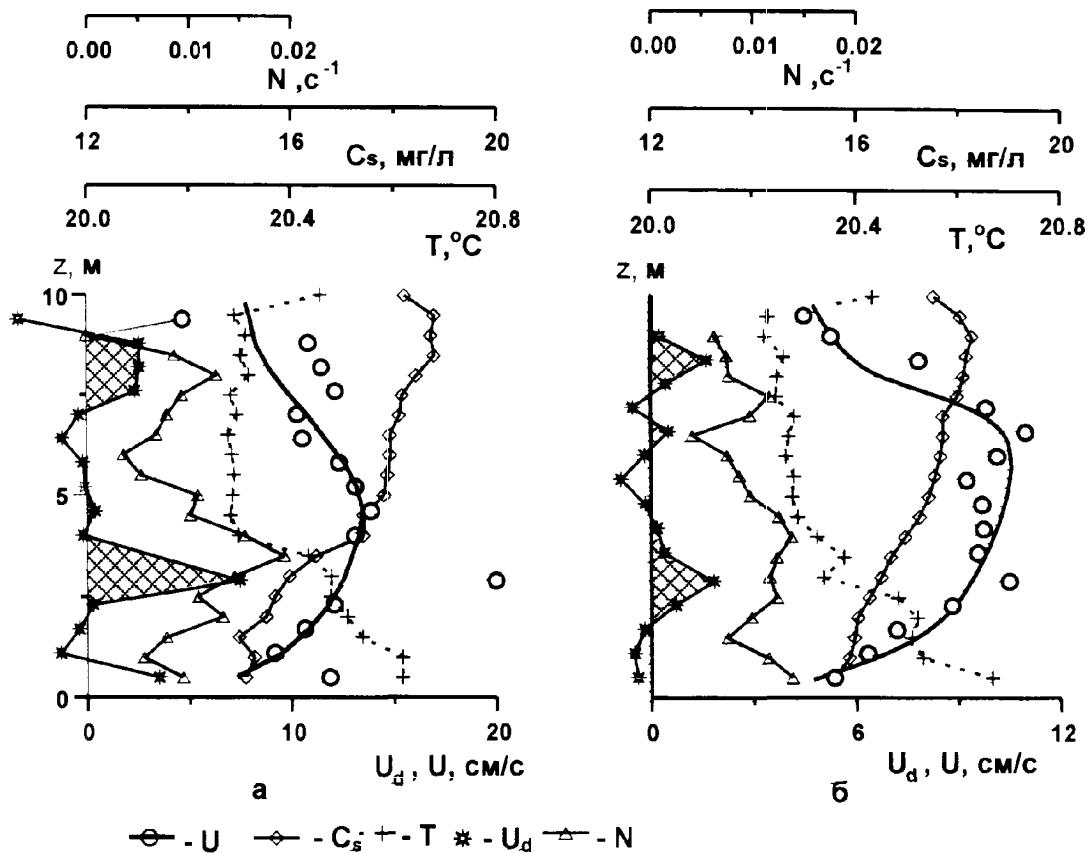 0.00 0.01 0.02
N ,с⁻¹
12 16 20
Cs, мг/л
20.0 20.4 20.8
T,°C
z, м
10
5
0
0 10 20
U_d , U, см/с
а
0.00 0.01 0.02
N ,с⁻¹
12 16 20
Cs, мг/л
20.0 20.4 20.8
T,°C
z, м
0 6 12
U_d , U, см/с
б
- U - Cs - T - U_d - N